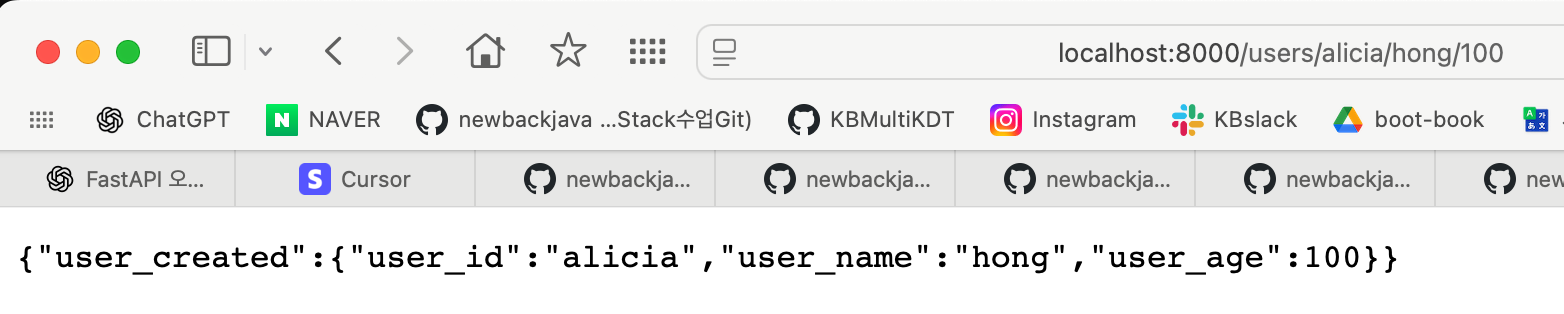 localhost:8000/users/alicia/hong/100
ChatGPT N NAVER newbackjava ...Stack수업Git) KBMultiKDT Instagram KBslack boot-book
FastAPI 오... S Cursor newbackja... newbackja... newbackja... newbackja... new
{"user_created":{"user_id":"alicia","user_name":"hong","user_age":100}}